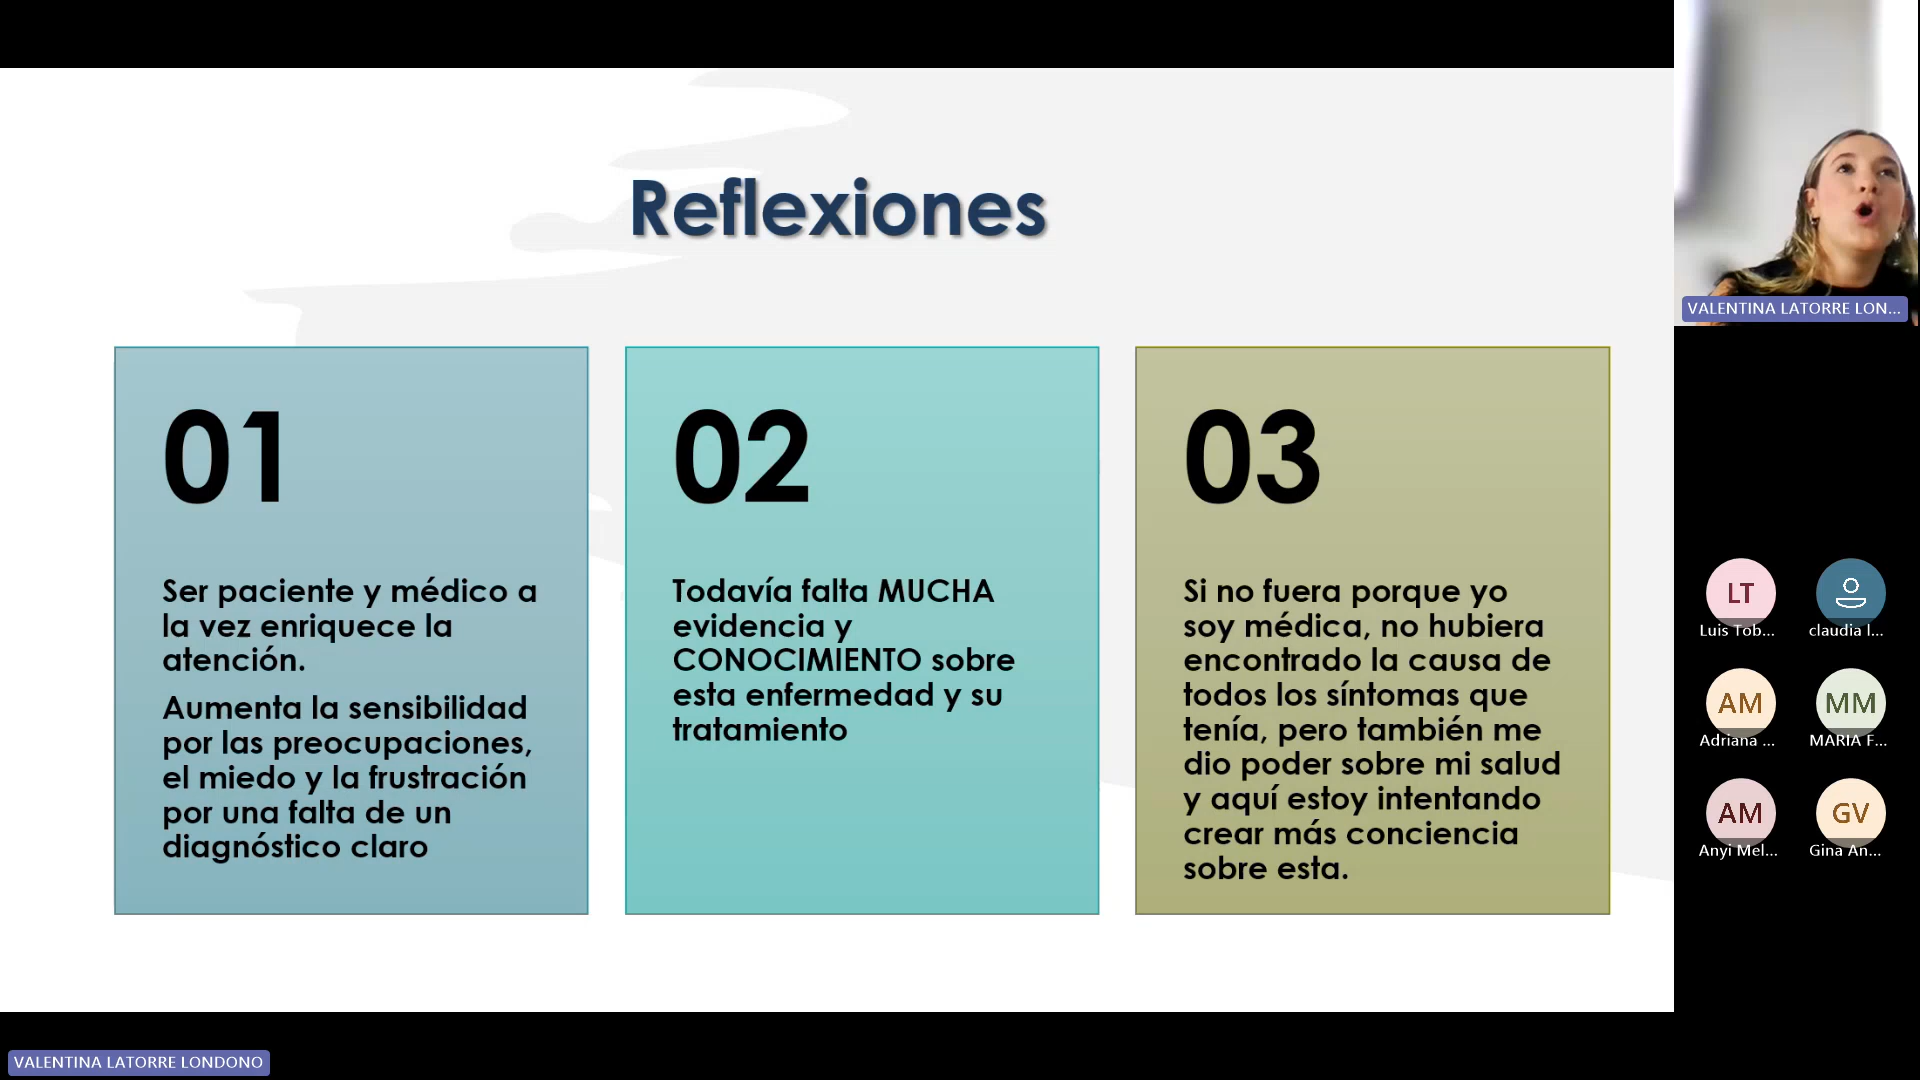 Reflexiones
01
Ser paciente y médico a
la vez enriquece la
atención.
Aumenta la sensibilidad
por las preocupaciones,
el miedo y la frustración
por una falta de un
diagnóstico claro
02
Todavía falta MUCHA
evidencia y
CONOCIMIENTO sobre
esta enfermedad y su
tratamiento
03
Si no fuera porque yo
soy médica, no hubiera
encontrado la causa de
todos los síntomas que
tenía, pero también me
dio poder sobre mi salud
y aquí estoy intentando
crear más conciencia
sobre esta.
VALENTINA LATORRE LON...
LT
Luis Tob...
claudia l...
AM
Adriana ...
MM
MARIA F...
AM
Anyi Mel...
GV
Gina An...
VALENTINA LATORRE LONDONO